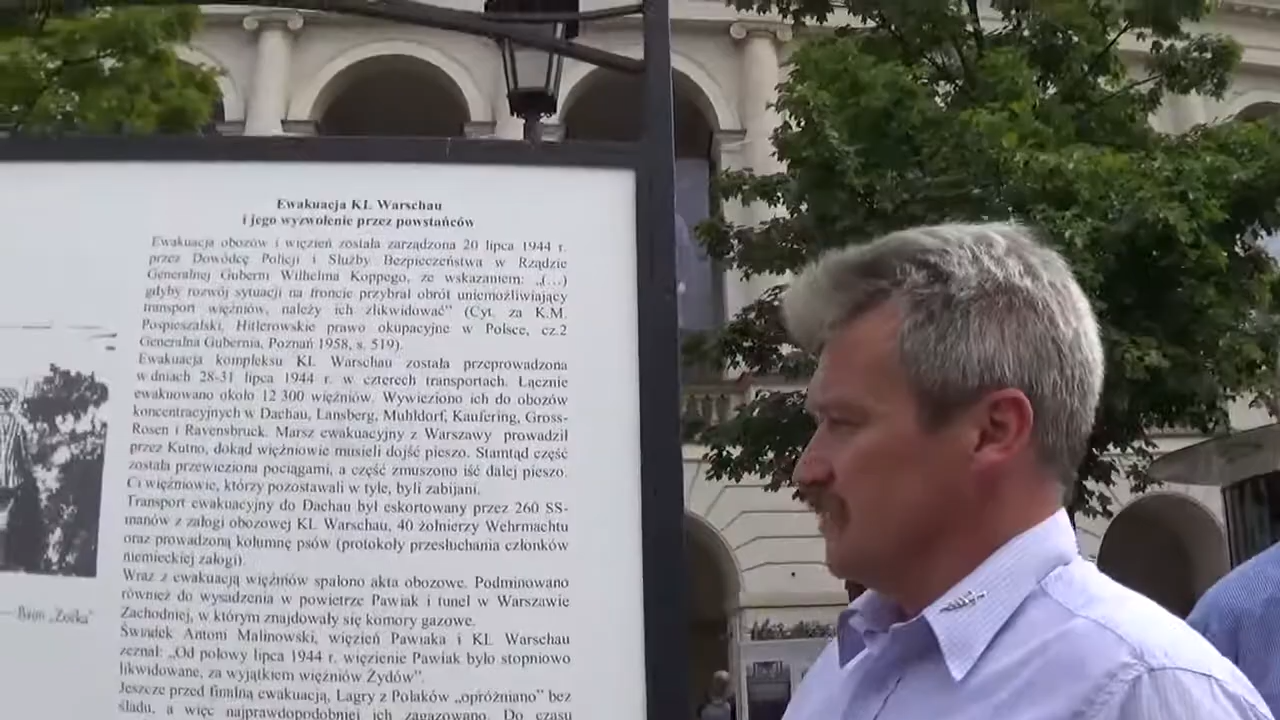 Ewakuacja KL Warschau
i jego wyzwolenie przez powstańców
Ewakuacja obozów i więzień została zarządzona 20 lipca 1944 r.
przez Dowódcę Policji i Służby Bezpieczeństwa w Rządzie
Generalnej Guberni Wilhelma Koppego, ze wskazaniem: „(…)
gdyby rozwój sytuacji na froncie przybrał obrót uniemożliwiający
transport więźniów, należy ich zlikwidować” (Cyt. za K.M.
Pospieszalski, Hitlerowskie prawo okupacyjne w Polsce, cz.2
Generalna Gubernia, Poznań 1958, s. 519).
Ewakuacja kompleksu KL Warschau została przeprowadzona
w dniach 28-31 lipca 1944 r. w czterech transportach. Łącznie
ewakuowano około 12 300 więźniów. Wywieziono ich do obozów
koncentracyjnych w Dachau, Lansberg, Muhldorf, Kaufering, Gross-
Rosen i Ravensbruck. Marsz ewakuacyjny z Warszawy prowadził
przez Kutno, dokąd więźniowie musieli dojść pieszo. Stamtąd część
została przewieziona pociągami, a część zmuszono iść dalej pieszo.
Ci więźniowie, którzy pozostawali w tyle, byli zabijani.
Transport ewakuacyjny do Dachau był eskortowany przez 260 SS-
manów z załogi obozowej KL Warschau, 40 żołnierzy Wehrmachtu
oraz prowadzoną kolumnę psów (protokoły przesłuchania członków
niemieckiej załogi).
Wraz z ewakuacją więźniów spalono akta obozowe. Podminowano
również do wysadzenia w powietrze Pawiak i tunel w Warszawie
Zachodniej, w którym znajdowały się komory gazowe.
Świadek Antoni Malinowski, więzień Pawiaka i KL Warschau
zeznał: „Od połowy lipca 1944 r. więzienie Pawiak było stopniowo
likwidowane, za wyjątkiem więźniów Żydów”.
Jeszcze przed finalną ewakuacją, Lagry z Polaków „opróżniano” bez
śladu, a więc najprawdopodobniej ich zagazowano. Do czasu
Baon „Zośka”